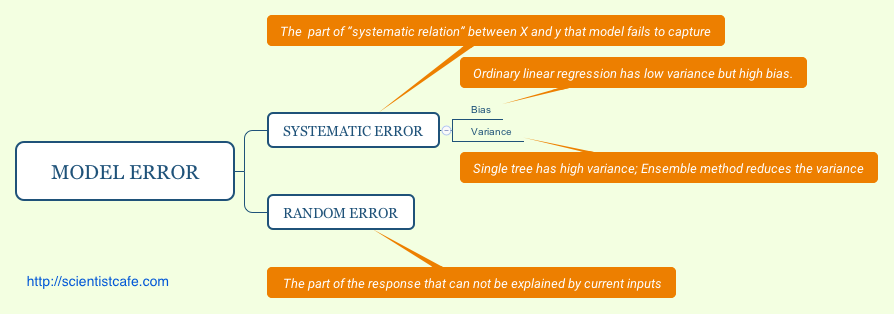 The part of “systematic relation” between X and y that model fails to capture
Ordinary linear regression has low variance but high bias.
Bias
SYSTEMATIC ERROR
Variance
MODEL ERROR
Single tree has high variance; Ensemble method reduces the variance
RANDOM ERROR
The part of the response that can not be explained by current inputs
http://scientistcafe.com